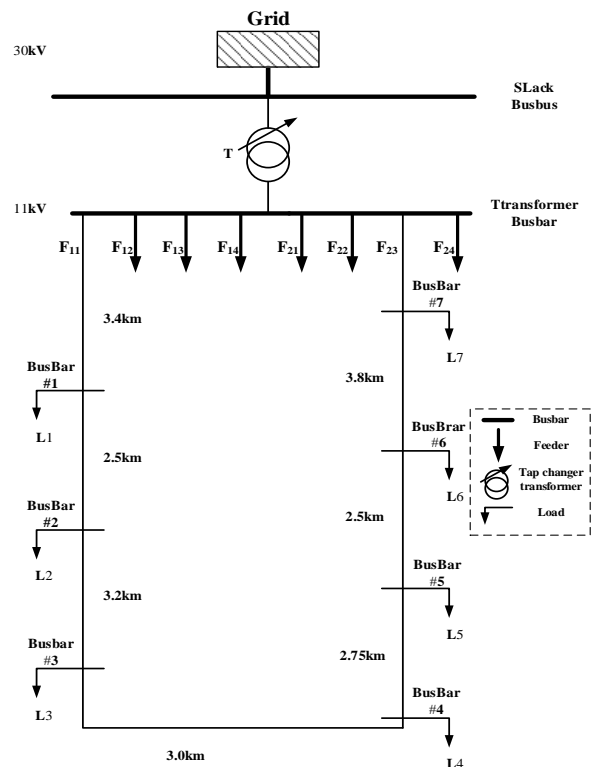 Grid
30kV
SLack
Busbus
T
11kV
Ttransformer
Busbar
F11
F12
F13
F14
F21
F22
F23
F24
BusBar
#7
3.4km
L7
BusBar
#1
3.8km
L1
BusBrar
#6
2.5km
L6
2.5km
BusBar
#2
L2
BusBar
#5
3.2km
L5
Busbar
#3
2.75km
L3
BusBar
#4
3.0km
L4
Busbar
Feeder
Tap changer
transformer
Load